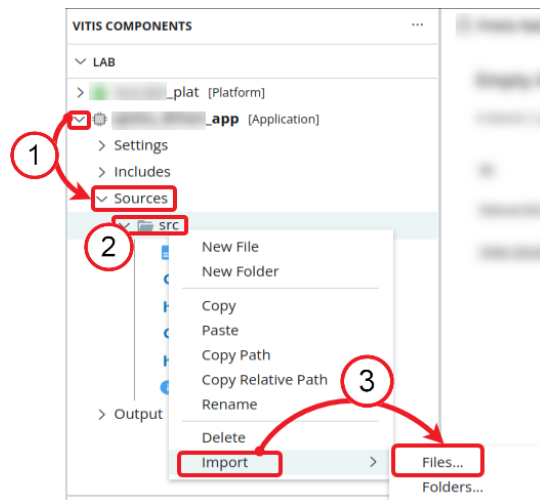 VITIS COMPONENTS
LAB
_plat [Platform]
_app [Application]
1
Settings
Includes
Sources
2
src
New File
New Folder
Copy
Paste
Copy Path
Copy Relative Path
3
Rename
Output
Delete
Import
Files...
Folders...